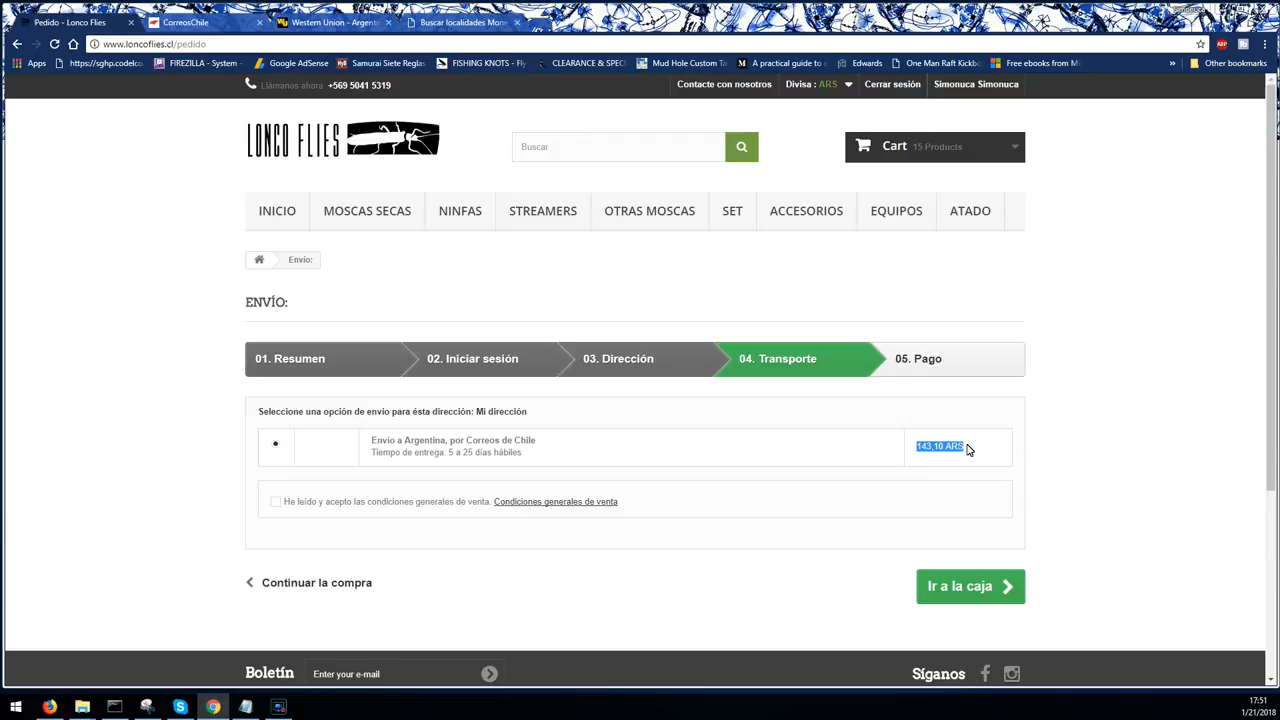 Pedido - Lonco Flies
CorreosChile
Western Union - Argent
Buscar localidades Mone
www.loncoflies.cl/pedido
Apps
https://sghp.codelco
FIREZILLA - System -
Google AdSense
Samurai Siete Reglas
FISHING KNOTS - Fly
CLEARANCE & SPECI
Mud Hole Custom Ta
A practical guide to c
Edwards
One Man Raft Kickbo
Free ebooks from Mi
»
Other bookmarks
Llámanos ahora +569 5041 5319
Contacte con nosotros
Divisa : ARS
Cerrar sesión
Simonuca Simonuca
LONCO FLIES
Buscar
Cart 15 Products
INICIO
MOSCAS SECAS
NINFAS
STREAMERS
OTRAS MOSCAS
SET
ACCESORIOS
EQUIPOS
ATADO
Envío:
ENVÍO:
01. Resumen
02. Iniciar sesión
03. Dirección
04. Transporte
05. Pago
Seleccione una opción de envío para ésta dirección: Mi dirección
Envío a Argentina, por Correos de Chile
Tiempo de entrega: 5 a 25 días hábiles
143,10 ARS
He leído y acepto las condiciones generales de venta. Condiciones generales de venta
Continuar la compra
Ir a la caja
Boletín
Enter your e-mail
Síganos
17:51
1/21/2018